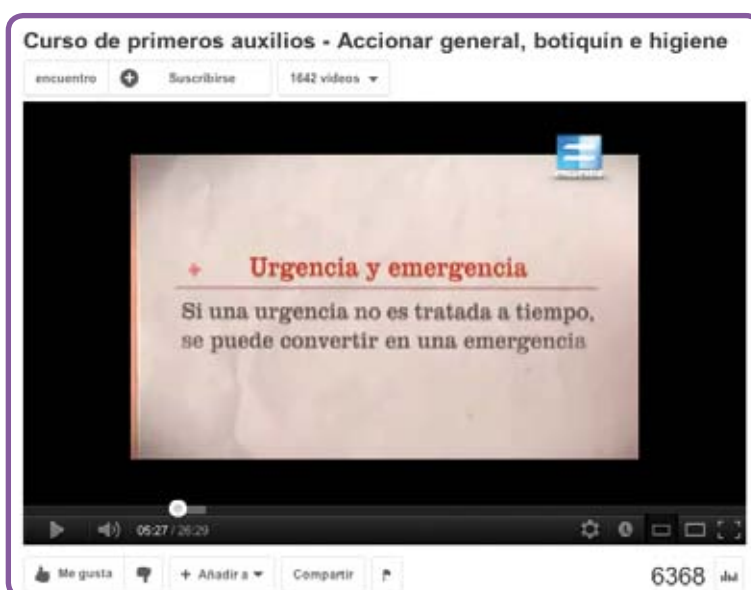 Curso de primeros auxilios - Accionar general, botiquín e higiene
encuentro Suscribirse 1642 videos
Urgencia y emergencia
Si una urgencia no es tratada a tiempo,
se puede convertir en una emergencia
05:27 / 26:29
Me gusta + Añadir a Compartir 6368